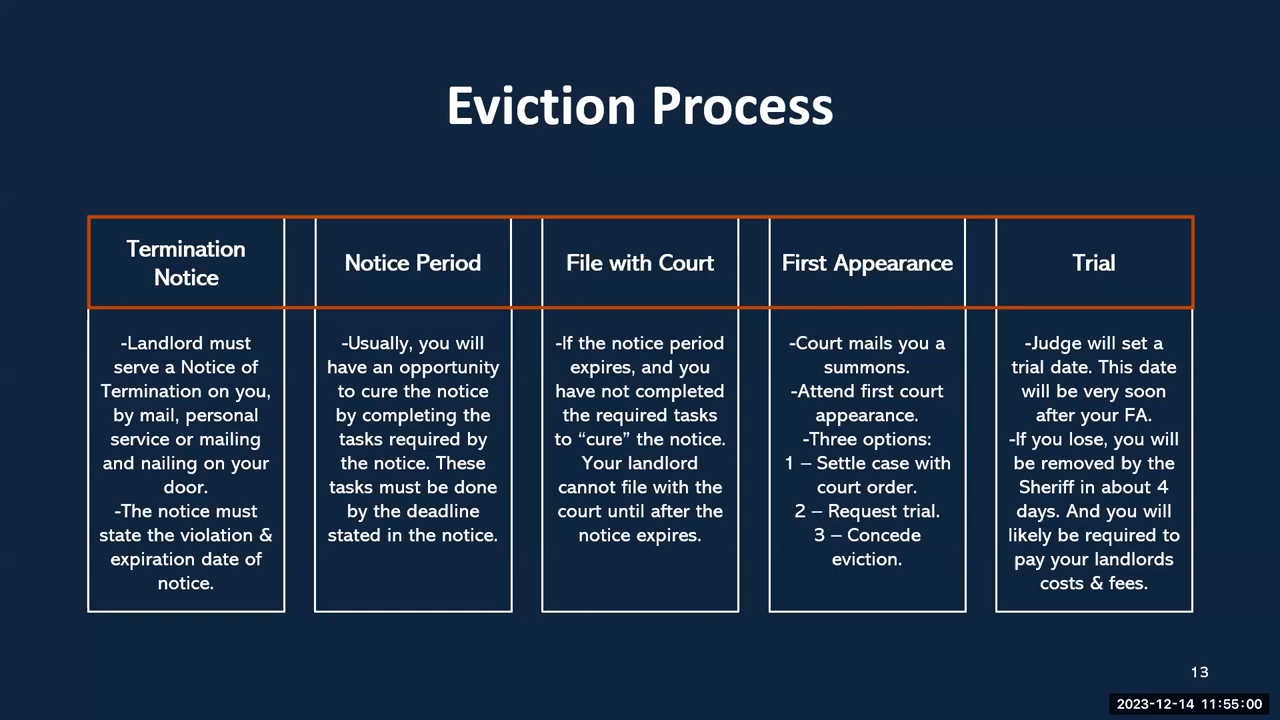 Eviction Process
Termination
Notice
-Landlord must
serve a Notice of
Termination on you,
by mail, personal
service or mailing
and nailing on your
door.
-The notice must
state the violation &
expiration date of
notice.
Notice Period
-Usually, you will
have an opportunity
to cure the notice
by completing the
tasks required by
the notice. These
tasks must be done
by the deadline
stated in the notice.
File with Court
-If the notice period
expires, and you
have not completed
the required tasks
to “cure” the notice.
Your landlord
cannot file with the
court until after the
notice expires.
First Appearance
-Court mails you a
summons.
-Attend first court
appearance.
-Three options:
1 – Settle case with
court order.
2 – Request trial.
3 – Concede
eviction.
Trial
-Judge will set a
trial date. This date
will be very soon
after your FA.
-If you lose, you will
be removed by the
Sheriff in about 4
days. And you will
likely be required to
pay your landlords
costs & fees.
13
2023-12-14 11:55:00